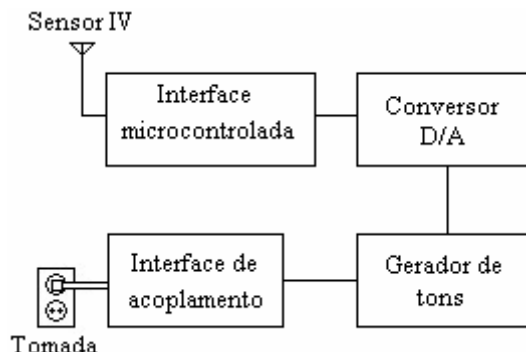 Sensor IV
Interface
microcontrolada
Conversor
D/A
Interface de
acoplamento
Gerador de
tons
Tomada